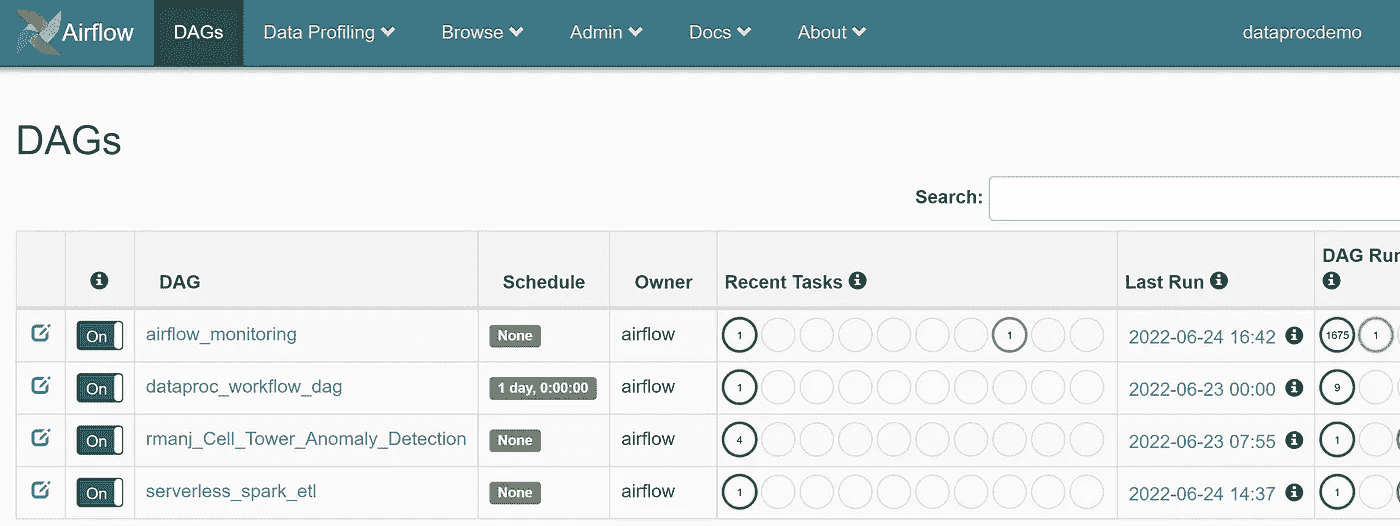 Airflow DAGs Data Profiling Browse Admin Docs About dataprocdemo
DAGs
Search:
DAG Run
DAG Schedule Owner Recent Tasks Last Run
On airflow_monitoring None airflow 1 1 2022-06-24 16:42 1675 1
On dataproc_workflow_dag 1 day, 0:00:00 airflow 1 2022-06-23 00:00 9
On rmanj_Cell_Tower_Anomaly_Detection None airflow 4 2022-06-23 07:55 1
On serverless_spark_etl None airflow 1 2022-06-24 14:37 1